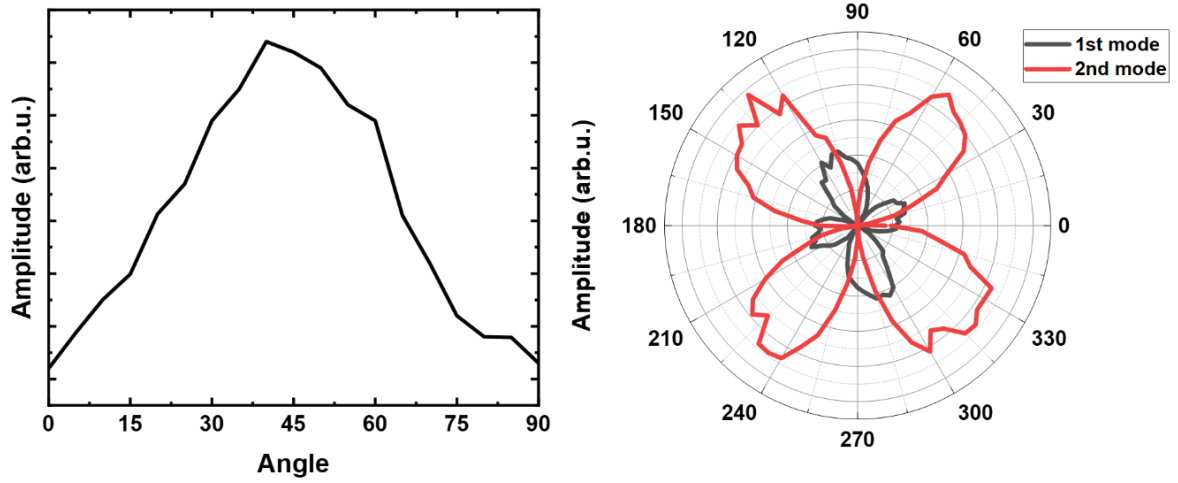 Amplitude (arb.u.)
0 15 30 45 60 75 90
Angle
Amplitude (arb.u.)
90
120 60
150 30
180 0
210 330
240 300
270
1st mode
2nd mode